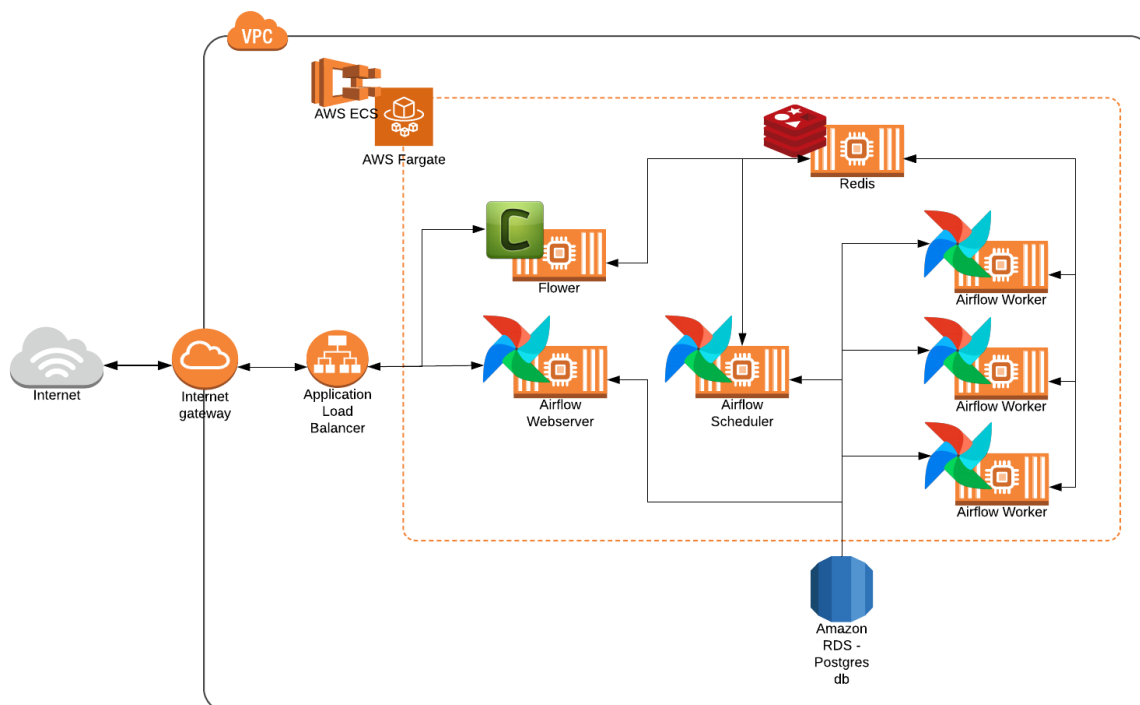 VPC
AWS ECS
AWS Fargate
Redis
Flower
Airflow Worker
Internet
Internet
gateway
Application
Load
Balancer
Airflow
Webserver
Airflow
Scheduler
Airflow Worker
Airflow Worker
Amazon
RDS -
Postgres
db
C